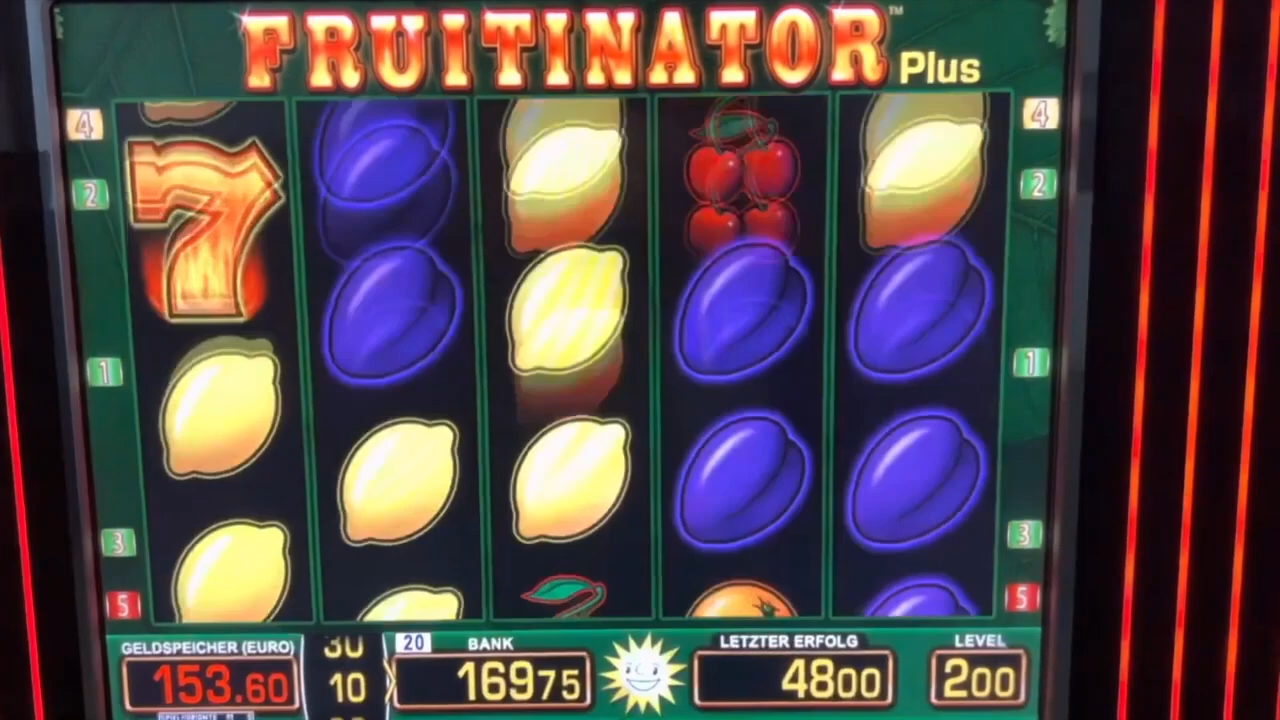 FRUITINATOR™ Plus
4 4
2 2
1 1
3 3
5 5
GELDSPEICHER (EURO) 30 20 BANK LETZTER ERFOLG LEVEL
153.60 10 16975 4800 200